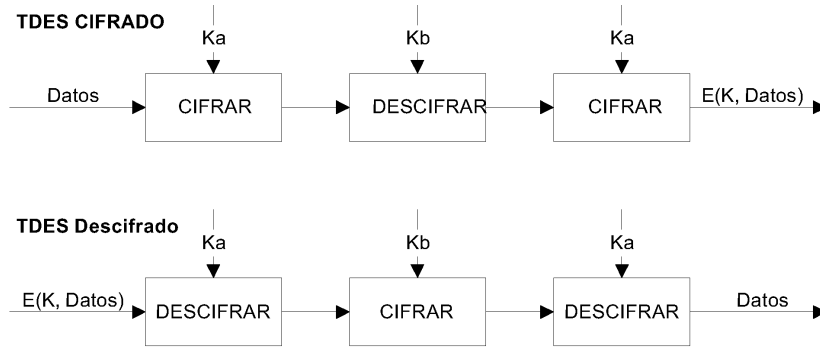 TDES CIFRADO
Ka Kb Ka
Datos CIFRAR DESCIFRAR CIFRAR E(K, Datos)
TDES Descifrado
Ka Kb Ka
E(K, Datos) DESCIFRAR CIFRAR DESCIFRAR Datos